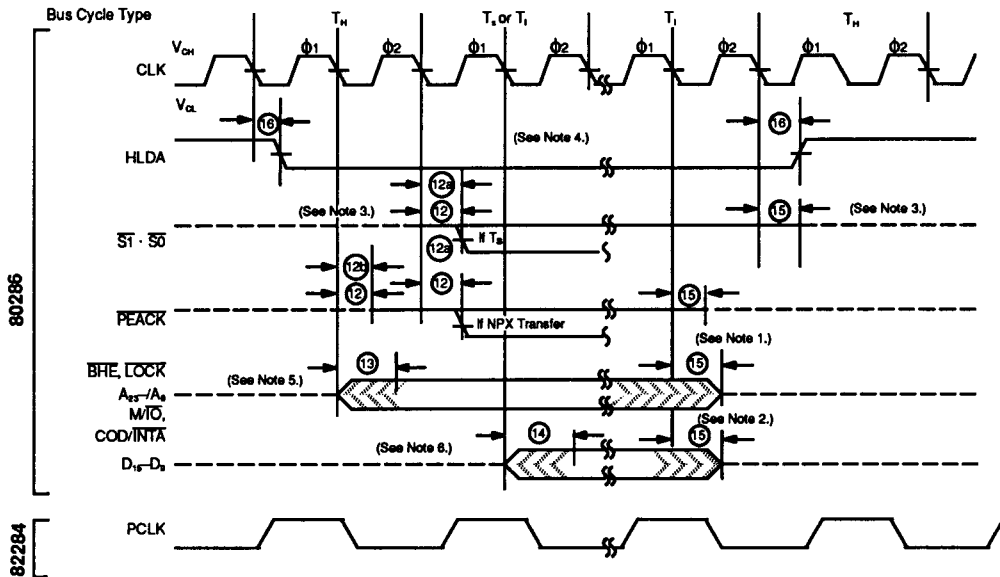 Bus Cycle Type
T_H
T_S or T_I
T_I
T_H
V_CH
ϕ1
ϕ2
ϕ1
ϕ2
ϕ1
ϕ2
ϕ1
ϕ2
CLK
V_CL
16
(See Note 4.)
16
HLDA
12a
(See Note 3.)
12
15
(See Note 3.)
S1 · S0
12a
If T_S
12b
12
12
15
PEACK
If NPX Transfer
(See Note 1.)
BHE, LOCK
13
15
(See Note 5.)
A23–/A0
M/IO,
(See Note 2.)
COD/INTA
(See Note 6.)
14
15
D15–D0
80286
PCLK
82284